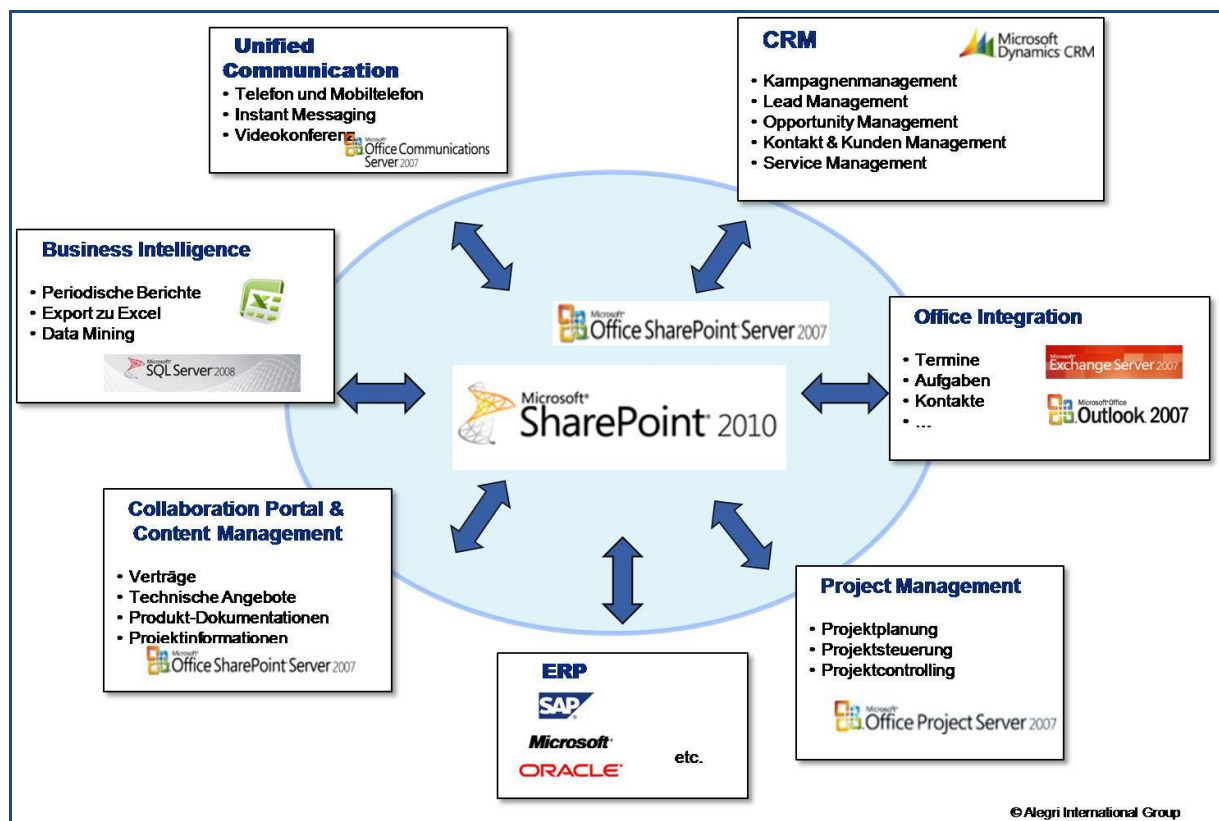 Unified
Communication
• Telefon und Mobiltelefon
• Instant Messaging
• Videokonferenz
Microsoft®
Office Communications
Server 2007
CRM
Microsoft
Dynamics CRM
• Kampagnenmanagement
• Lead Management
• Opportunity Management
• Kontakt & Kunden Management
• Service Management
Business Intelligence
• Periodische Berichte
• Export zu Excel
• Data Mining
Microsoft®
SQL Server 2008
Microsoft®
Office SharePoint Server 2007
Microsoft®
SharePoint® 2010
Office Integration
• Termine
• Aufgaben
• Kontakte
• ...
Microsoft®
Exchange Server 2007
Microsoft® Office
Outlook 2007
Collaboration Portal &
Content Management
• Verträge
• Technische Angebote
• Produkt-Dokumentationen
• Projektinformationen
Microsoft®
Office SharePoint Server 2007
ERP
SAP®
Microsoft®
ORACLE®
etc.
Project Management
• Projektplanung
• Projektsteuerung
• Projektcontrolling
Microsoft®
Office Project Server 2007
© Alegri International Group